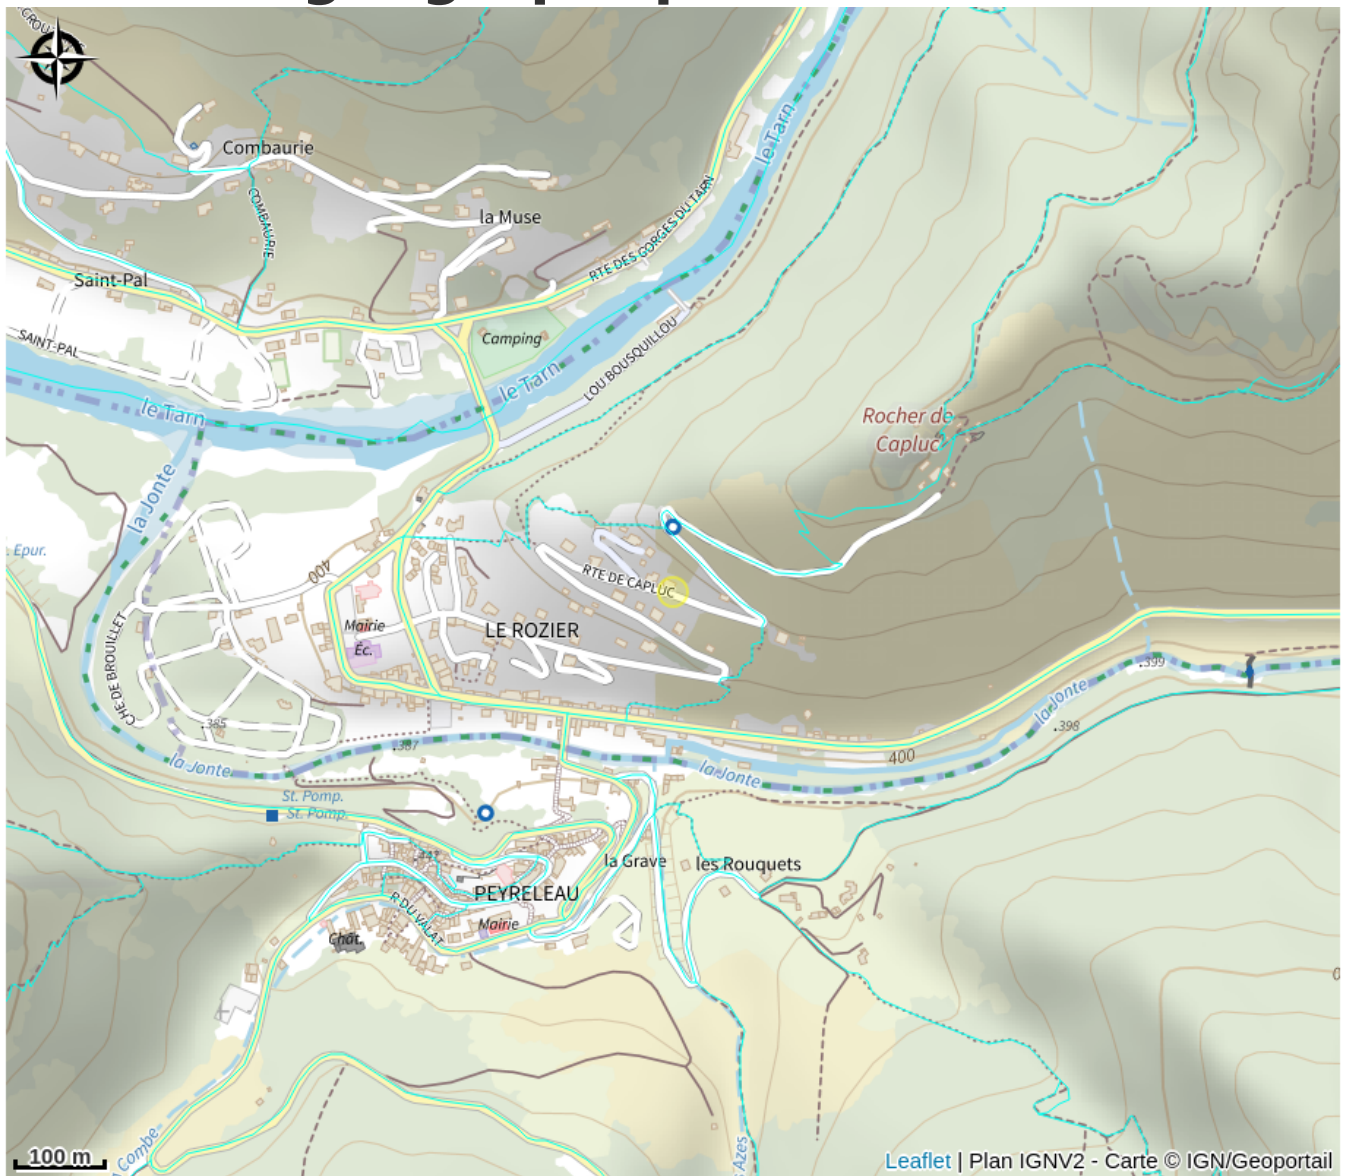 Combaurie
COMBAURIE
la Muse
Saint-Pal
SAINT-PAL
RTE DES GORGES DU TARN
le Tarn
Camping
le Tarn
LOU BOUSQUILLOU
le Tarn
Rocher de
Capluc
la Jonte
Epur.
400
RTE DE CAPLUC
Mairie
LE ROZIER
Éc.
CHE DE BROUILLET
.399
la Jonte
.385
.387
.398
400
la Jonte
la Jonte
St. Pomp.
St. Pomp.
.443
la Grave
les Rouquets
PEYRELEAU
R DU VALAT
Mairie
Chât.
Combe
Azes
100 m
Leaflet | Plan IGNV2 - Carte © IGN/Geoportail